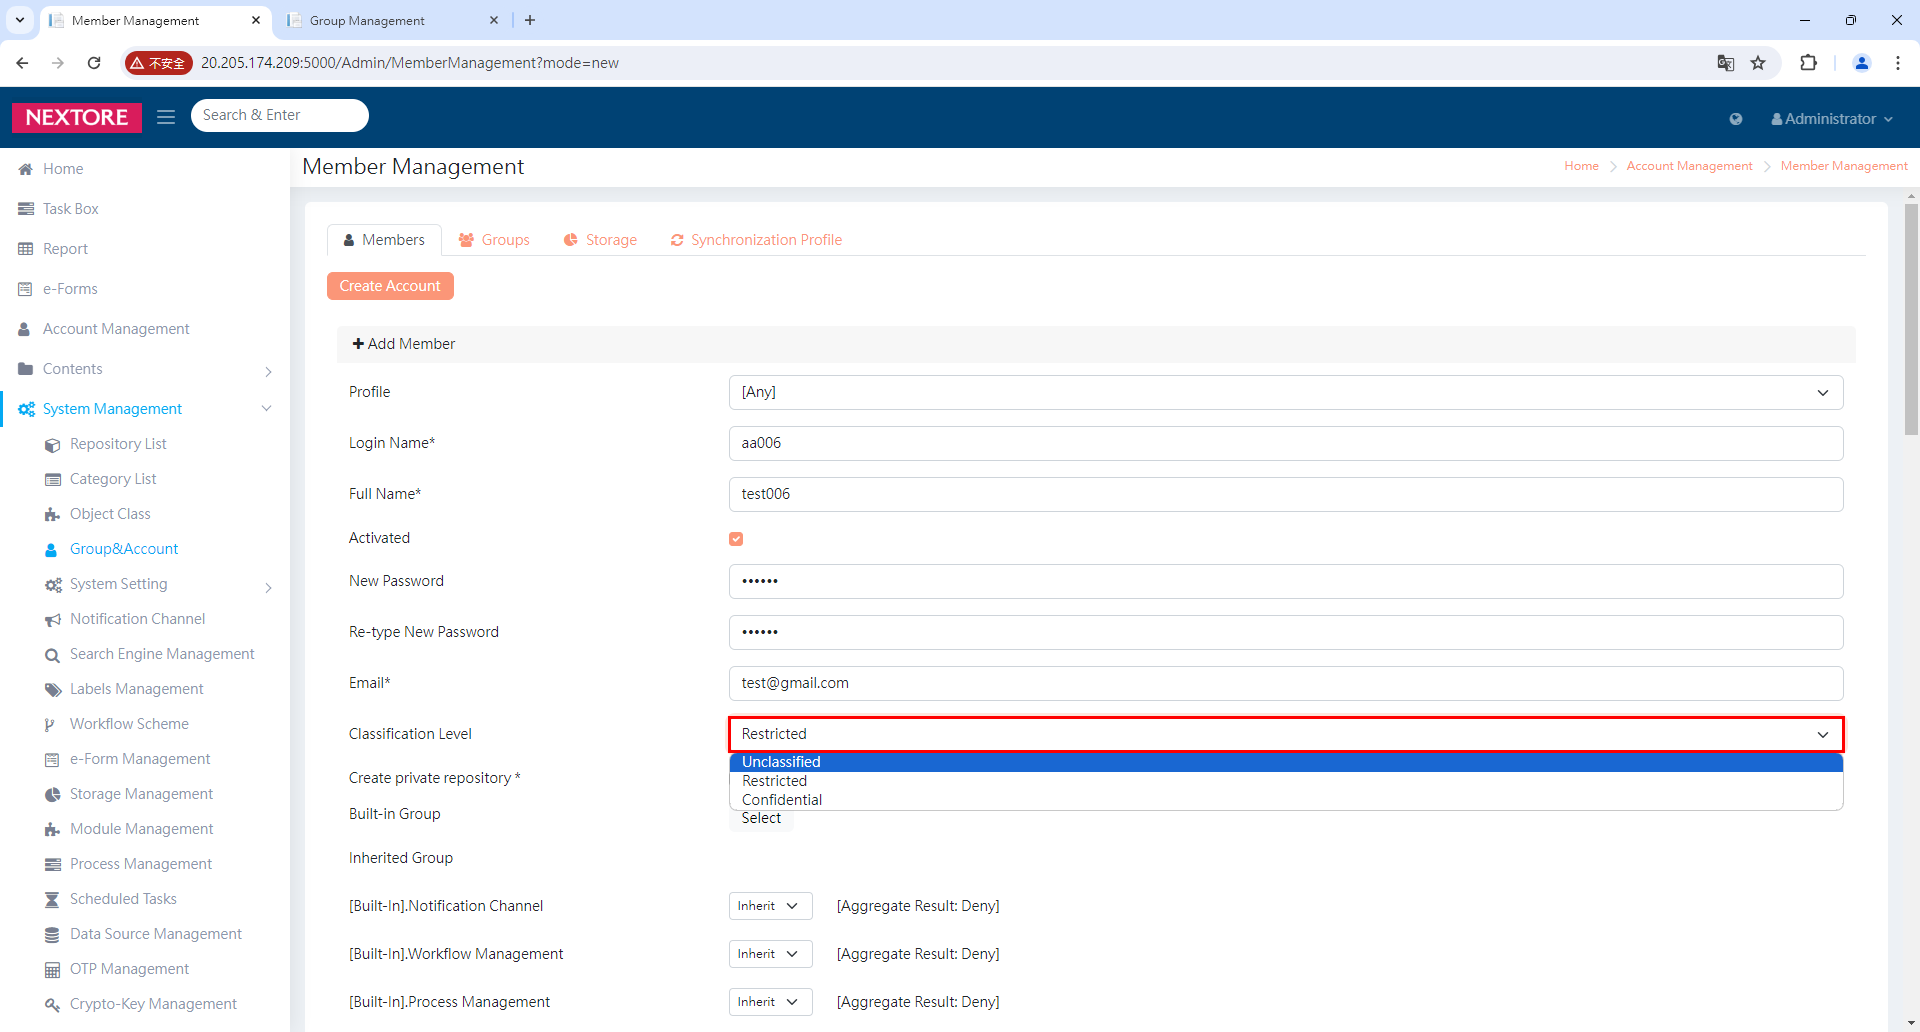 Member Management
Group Management
不安全
20.205.174.209:5000/Admin/MemberManagement?mode=new
NEXTORE
Search & Enter
Administrator
Home
Task Box
Report
e-Forms
Account Management
Contents
System Management
Repository List
Category List
Object Class
Group&Account
System Setting
Notification Channel
Search Engine Management
Labels Management
Workflow Scheme
e-Form Management
Storage Management
Module Management
Process Management
Scheduled Tasks
Data Source Management
OTP Management
Crypto-Key Management
Member Management
Home
Account Management
Member Management
Members
Groups
Storage
Synchronization Profile
Create Account
Add Member
Profile
[Any]
Login Name*
aa006
Full Name*
test006
Activated
New Password
••••••
Re-type New Password
••••••
Email*
test@gmail.com
Classification Level
Restricted
Unclassified
Restricted
Confidential
Create private repository *
Built-in Group
Select
Inherited Group
[Built-In].Notification Channel
Inherit
[Aggregate Result: Deny]
[Built-In].Workflow Management
Inherit
[Aggregate Result: Deny]
[Built-In].Process Management
Inherit
[Aggregate Result: Deny]